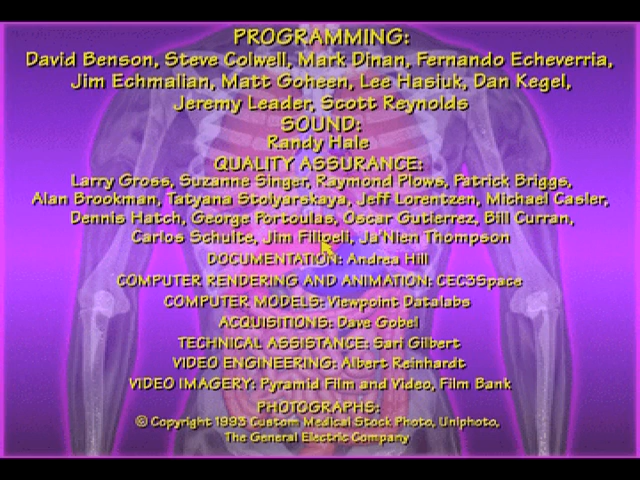 PROGRAMMING:
David Benson, Steve Colwell, Mark Dinan, Fernando Echeverria,
Jim Echmalian, Matt Goheen, Lee Hasiuk, Dan Kegel,
Jeremy Leader, Scott Reynolds
SOUND:
Randy Hale
QUALITY ASSURANCE:
Larry Gross, Suzanne Singer, Raymond Plows, Patrick Briggs,
Alan Brookman, Tatyana Stolyarskaya, Jeff Lorentzen, Michael Casler,
Dennis Hatch, George Portoulas, Oscar Gutierrez, Bill Curran,
Carlos Schulte, Jim Filipeli, Ja'Nien Thompson
DOCUMENTATION: Andrea Hill
COMPUTER RENDERING AND ANIMATION: CEC3Space
COMPUTER MODELS: Viewpoint Datalabs
ACQUISITIONS: Dave Gobel
TECHNICAL ASSISTANCE: Sari Gilbert
VIDEO ENGINEERING: Albert Reinhardt
VIDEO IMAGERY: Pyramid Film and Video, Film Bank
PHOTOGRAPHS:
© Copyright 1993 Custom Medical Stock Photo, Uniphoto,
The General Electric Company